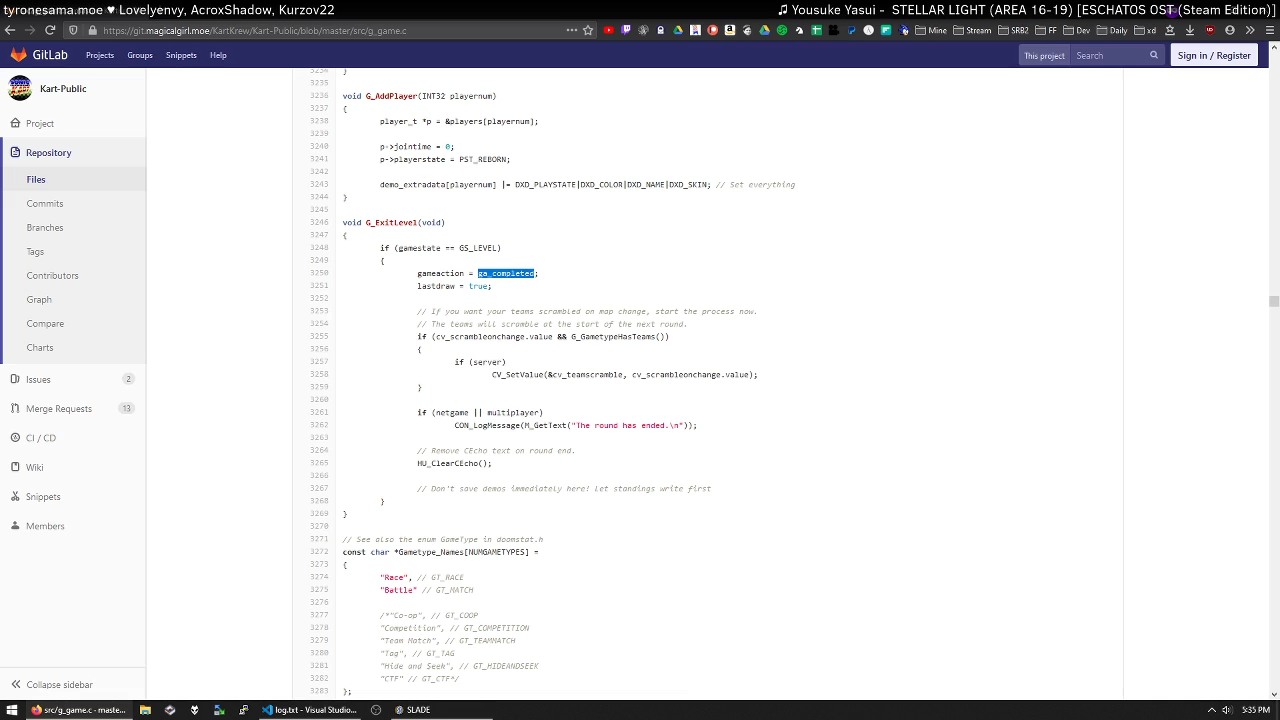 tyronesama.moe ♥ Lovelyenvy, AcroxShadow, Kurzov22
♫ Yousuke Yasui - STELLAR LIGHT (AREA 16-19) [ESCHATOS OST (Steam Edition)]
https://git.magicalgirl.moe/KartKrew/Kart-Public/blob/master/src/g_game.c
Mine Stream SRB2 FF Dev Daily xd
GitLab Projects Groups Snippets Help This project Search Sign in / Register
Kart-Public
Project
Repository
Files
Commits
Branches
Tags
Contributors
Graph
Compare
Charts
Issues 2
Merge Requests 13
CI / CD
Wiki
Snippets
Members
Collapse sidebar
3234 }
3235
3236 void G_AddPlayer(INT32 playernum)
3237 {
3238 player_t *p = &players[playernum];
3239
3240 p->jointime = 0;
3241 p->playerstate = PST_REBORN;
3242
3243 demo_extradata[playernum] |= DXD_PLAYSTATE|DXD_COLOR|DXD_NAME|DXD_SKIN; // Set everything
3244 }
3245
3246 void G_ExitLevel(void)
3247 {
3248 if (gamestate == GS_LEVEL)
3249 {
3250 gameaction = ga_completed;
3251 lastdraw = true;
3252
3253 // If you want your teams scrambled on map change, start the process now.
3254 // The teams will scramble at the start of the next round.
3255 if (cv_scrambleonchange.value && G_GametypeHasTeams())
3256 {
3257 if (server)
3258 CV_SetValue(&cv_teamscramble, cv_scrambleonchange.value);
3259 }
3260
3261 if (netgame || multiplayer)
3262 CON_LogMessage(M_GetText("The round has ended.\n"));
3263
3264 // Remove CEcho text on round end.
3265 HU_ClearCEcho();
3266
3267 // Don't save demos immediately here! Let standings write first
3268 }
3269 }
3270
3271 // See also the enum GameType in doomstat.h
3272 const char *Gametype_Names[NUMGAMETYPES] =
3273 {
3274 "Race", // GT_RACE
3275 "Battle" // GT_MATCH
3276
3277 /*"Co-op", // GT_COOP
3278 "Competition", // GT_COMPETITION
3279 "Team Match", // GT_TEAMMATCH
3280 "Tag", // GT_TAG
3281 "Hide and Seek", // GT_HIDEANDSEEK
3282 "CTF" // GT_CTF*/
3283 };
src/g_game.c - maste... log.txt - Visual Studio... SLADE 5:35 PM